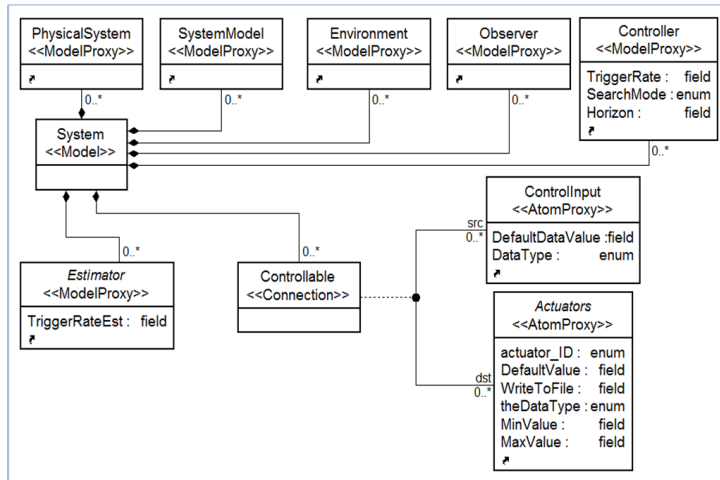 PhysicalSystem
<<ModelProxy>>
0..*
SystemModel
<<ModelProxy>>
0..*
Environment
<<ModelProxy>>
0..*
Observer
<<ModelProxy>>
0..*
Controller
<<ModelProxy>>
TriggerRate : field
SearchMode : enum
Horizon : field
0..*
System
<<Model>>
0..*
0..*
Estimator
<<ModelProxy>>
TriggerRateEst : field
Controllable
<<Connection>>
src
0..*
ControlInput
<<AtomProxy>>
DefaultDataValue :field
DataType : enum
dst
0..*
Actuators
<<AtomProxy>>
actuator_ID : enum
DefaultValue : field
WriteToFile : field
theDataType : enum
MinValue : field
MaxValue : field